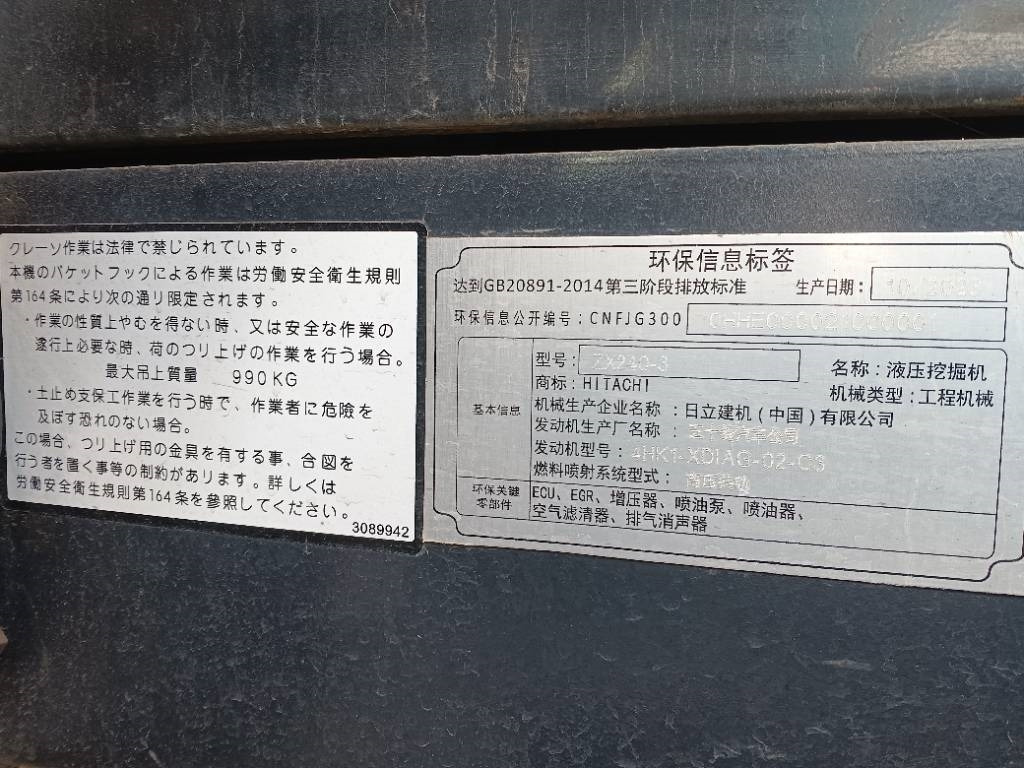 クレーソ作業は法律で禁じられています。
本機のバケットフックによる作業は労働安全衛生規則
第164条により次の通リ限定されます。
・作業の性質上やむを得ない時、又は安全な作業の
遂行上必要な時、荷のつり上げの作業を行う場合。
最大吊上質量 990KG
・土止め支保工作業を行う時で、作業者に危険を
及ぼす恐れのない場合。
この場合、つり上げ用の金具を有する事、合図を
行う者を置く事等の制約があります。詳しくは
労働安全衛生規則第164条を参照してください。
3089942
环保信息标签
达到GB20891-2014第三阶段排放标准 生产日期：
环保信息公开编号：CNFJG300
基本信息
型号： ZX240-3 名称：液压挖掘机
商标：HITACHI 机械类型：工程机械
机械生产企业名称 ：日立建机（中国）有限公司
发动机生产厂名称 ：
发动机型号：
燃料喷射系统型式：
环保关键
零部件
ECU、EGR、增压器、喷油泵、喷油器、
空气滤清器、排气消声器